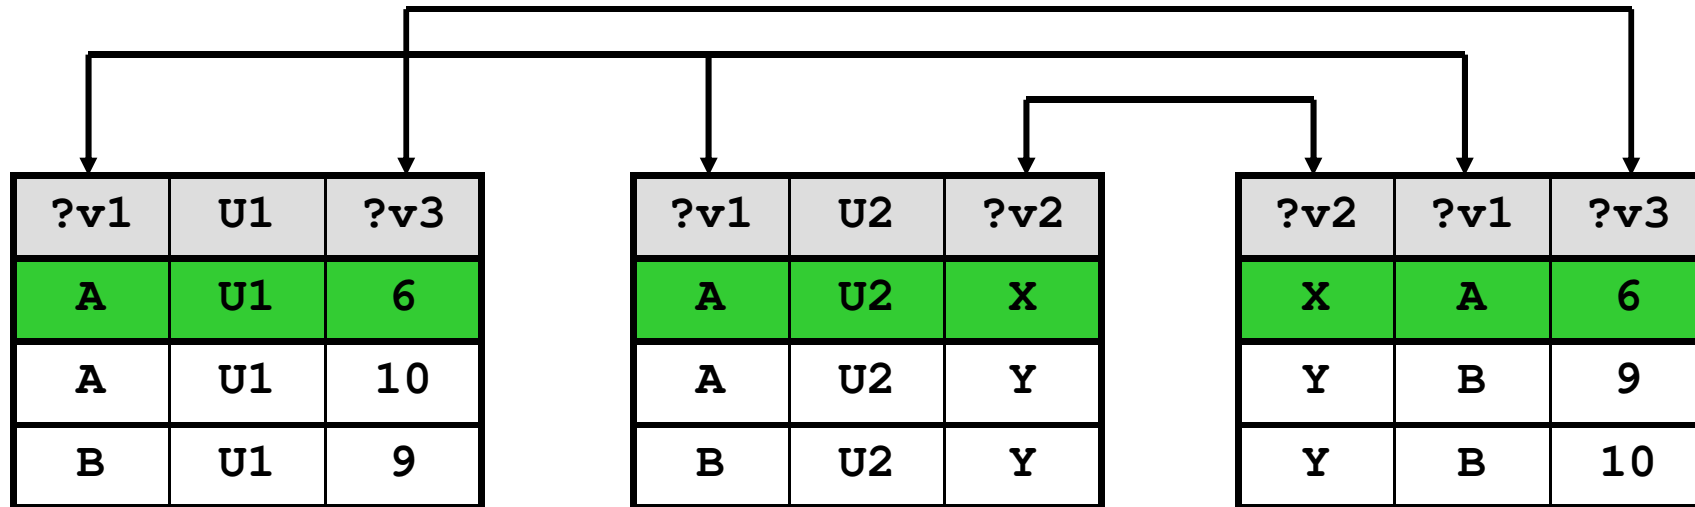 ?v1 U1 ?v3 ?v1 U2 ?v2 ?v2 ?v1 ?v3
A U1 6 A U2 X X A 6
A U1 10 A U2 Y Y B 9
B U1 9 B U2 Y Y B 10